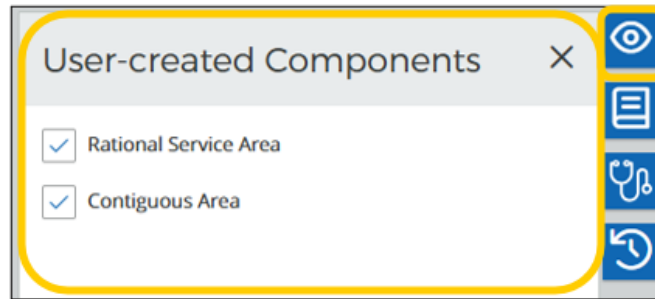 User-created Components
Rational Service Area
Contiguous Area